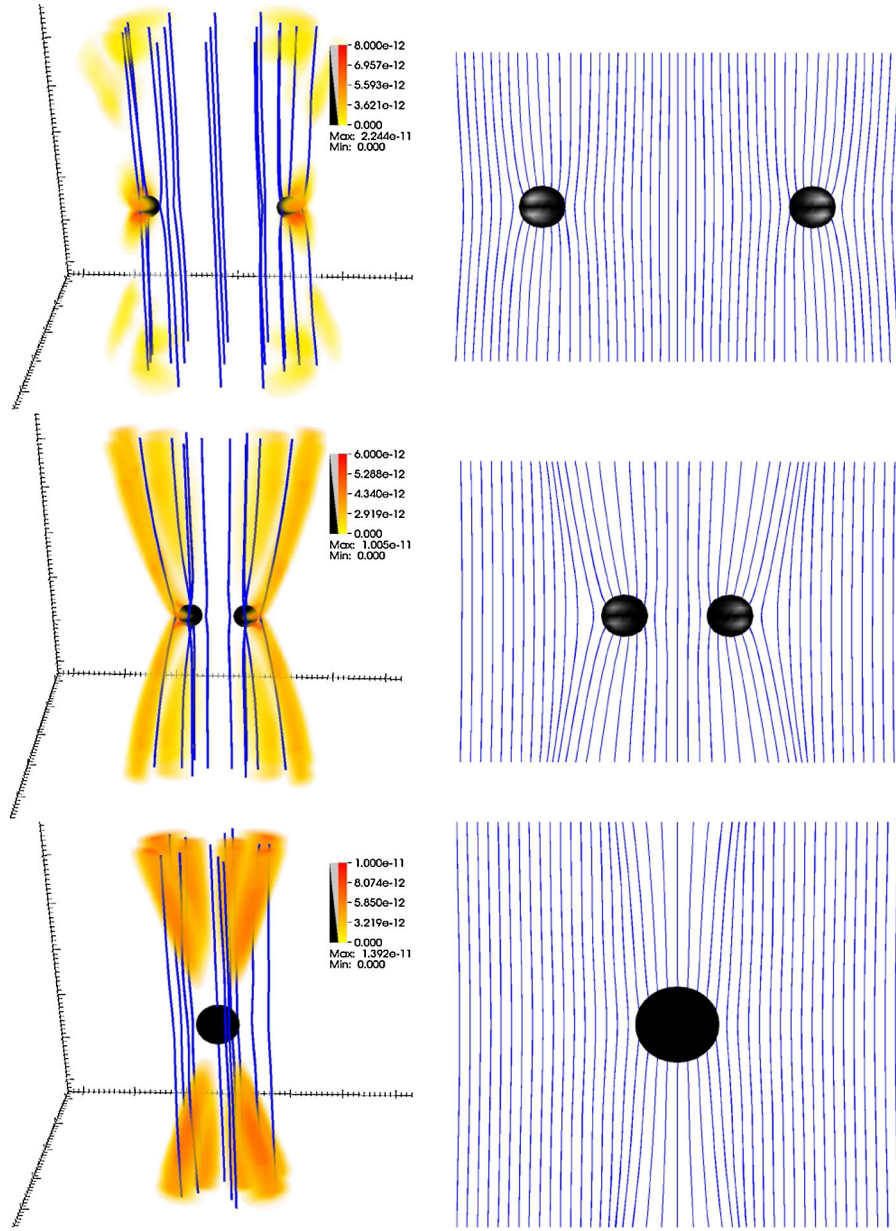 8.000e-12
6.957e-12
5.593e-12
3.621e-12
0.000
Max: 2.244e-11
Min: 0.000
6.000e-12
5.288e-12
4.340e-12
2.919e-12
0.000
Max: 1.005e-11
Min: 0.000
1.000e-11
8.074e-12
5.850e-12
3.219e-12
0.000
Max: 1.392e-11
Min: 0.000